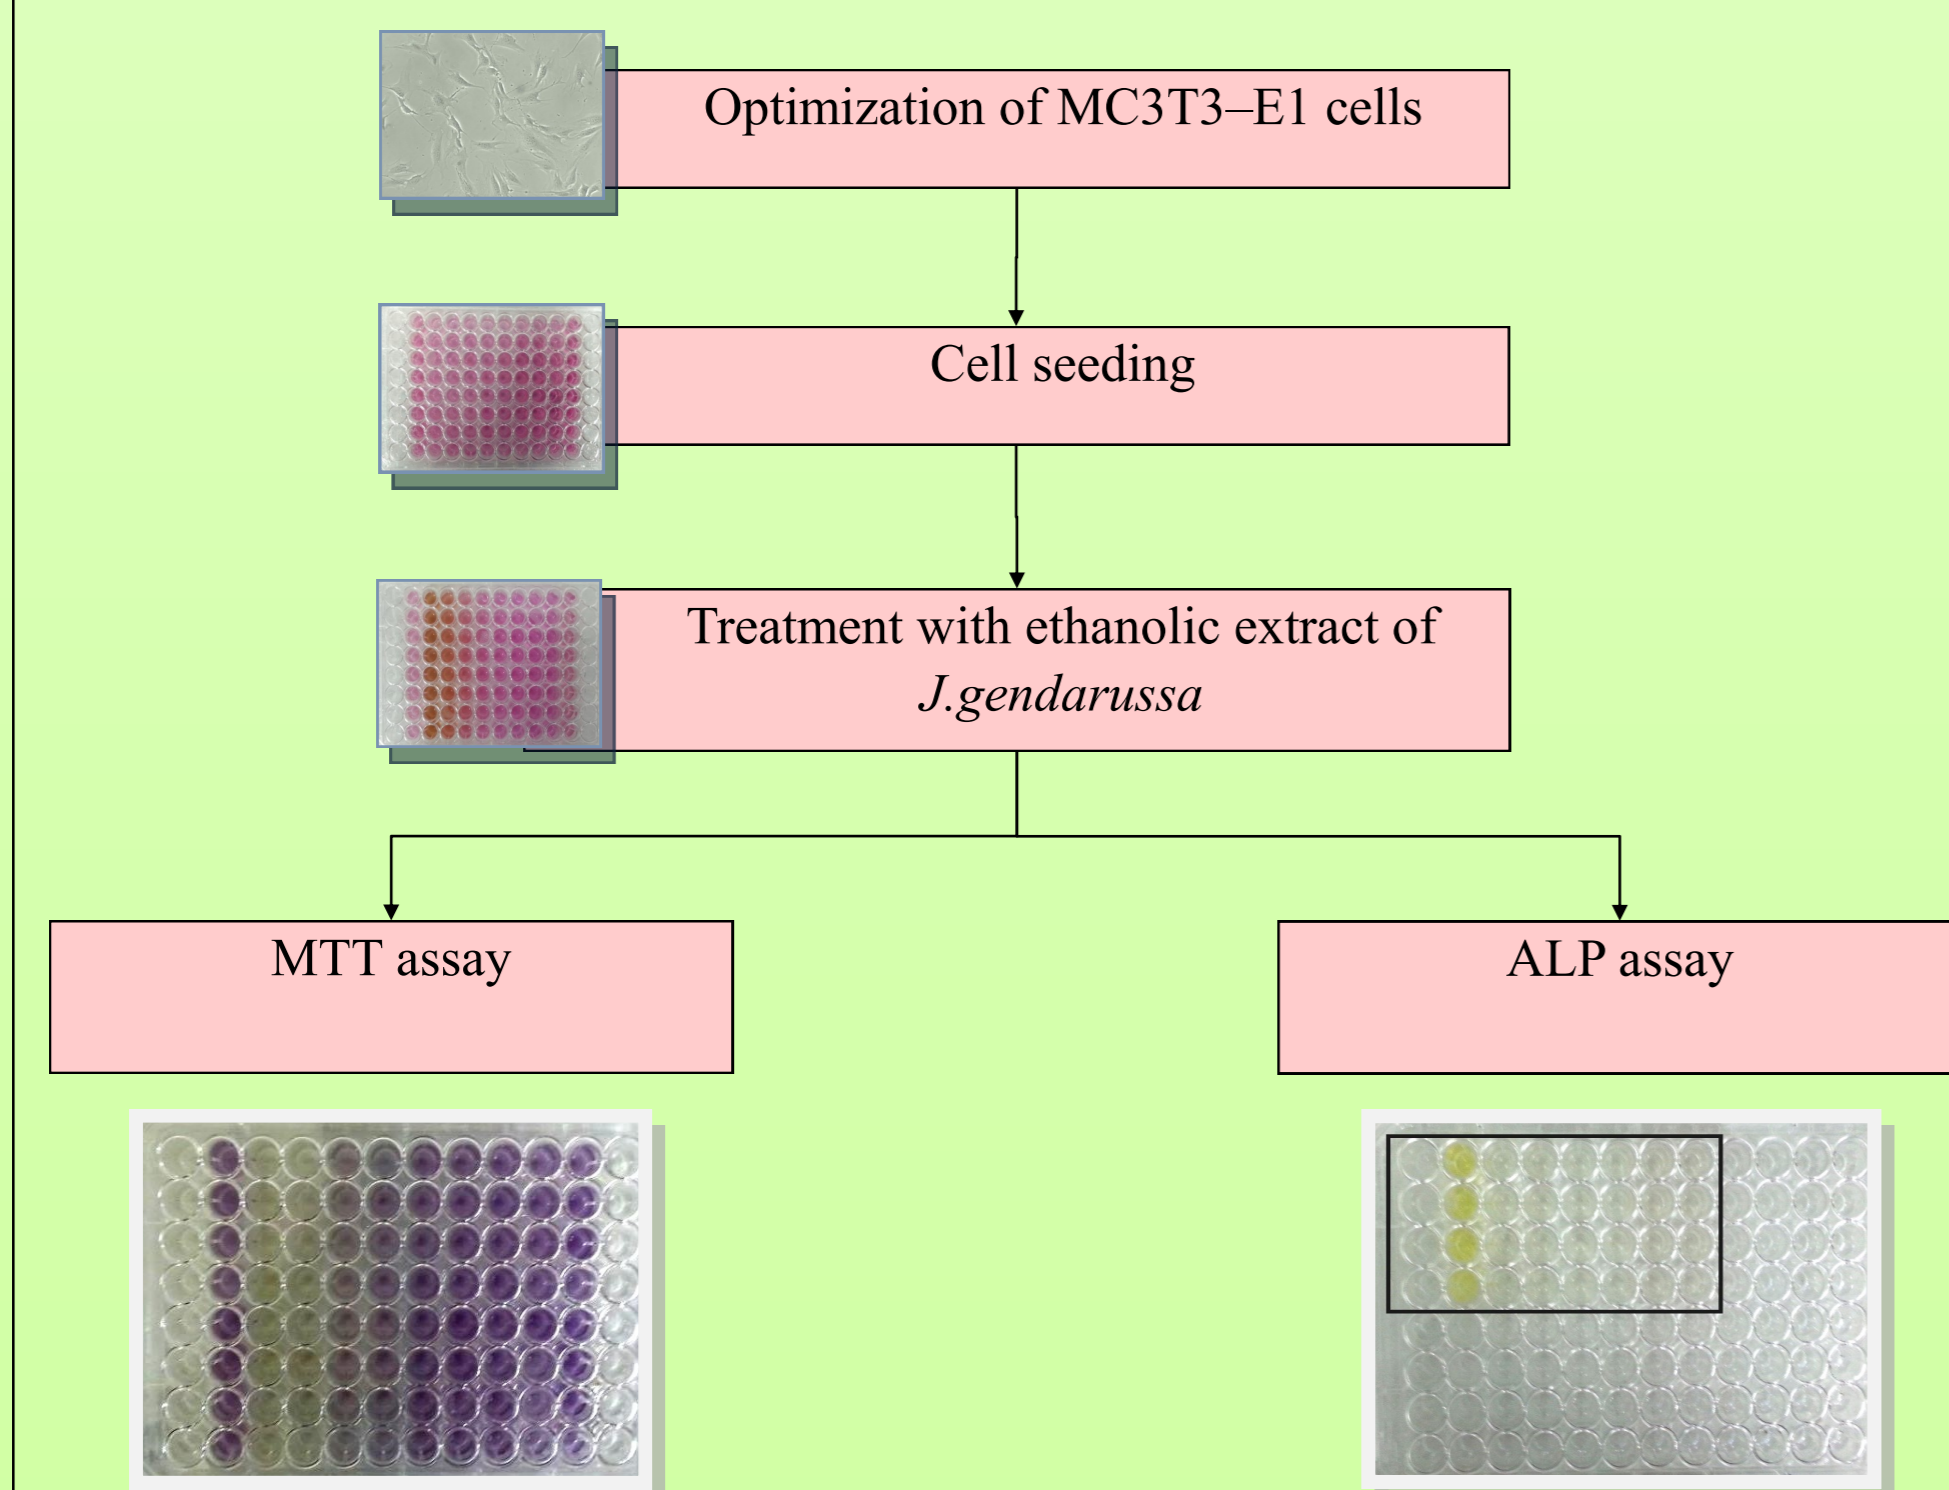 Optimization of MC3T3–E1 cells
Cell seeding
Treatment with ethanolic extract of
J.gendarussa
MTT assay
ALP assay